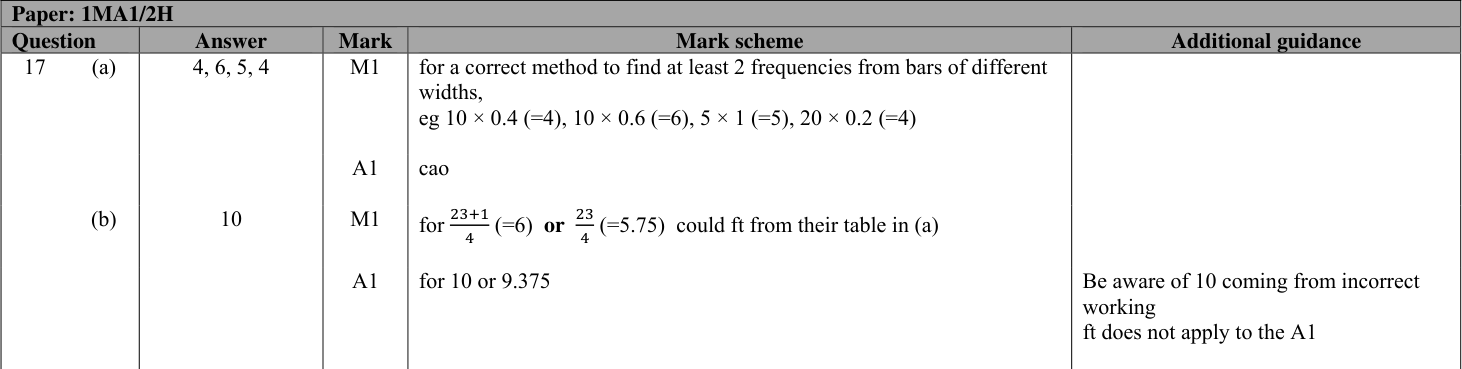 Paper: 1MA1/2H
Question Answer Mark Mark scheme Additional guidance
17 (a) 4, 6, 5, 4 M1 for a correct method to find at least 2 frequencies from bars of different
widths,
eg 10 × 0.4 (=4), 10 × 0.6 (=6), 5 × 1 (=5), 20 × 0.2 (=4)
A1 cao
(b) 10 M1 for 23+1/4 (=6) or 23/4 (=5.75) could ft from their table in (a)
A1 for 10 or 9.375 Be aware of 10 coming from incorrect
working
ft does not apply to the A1